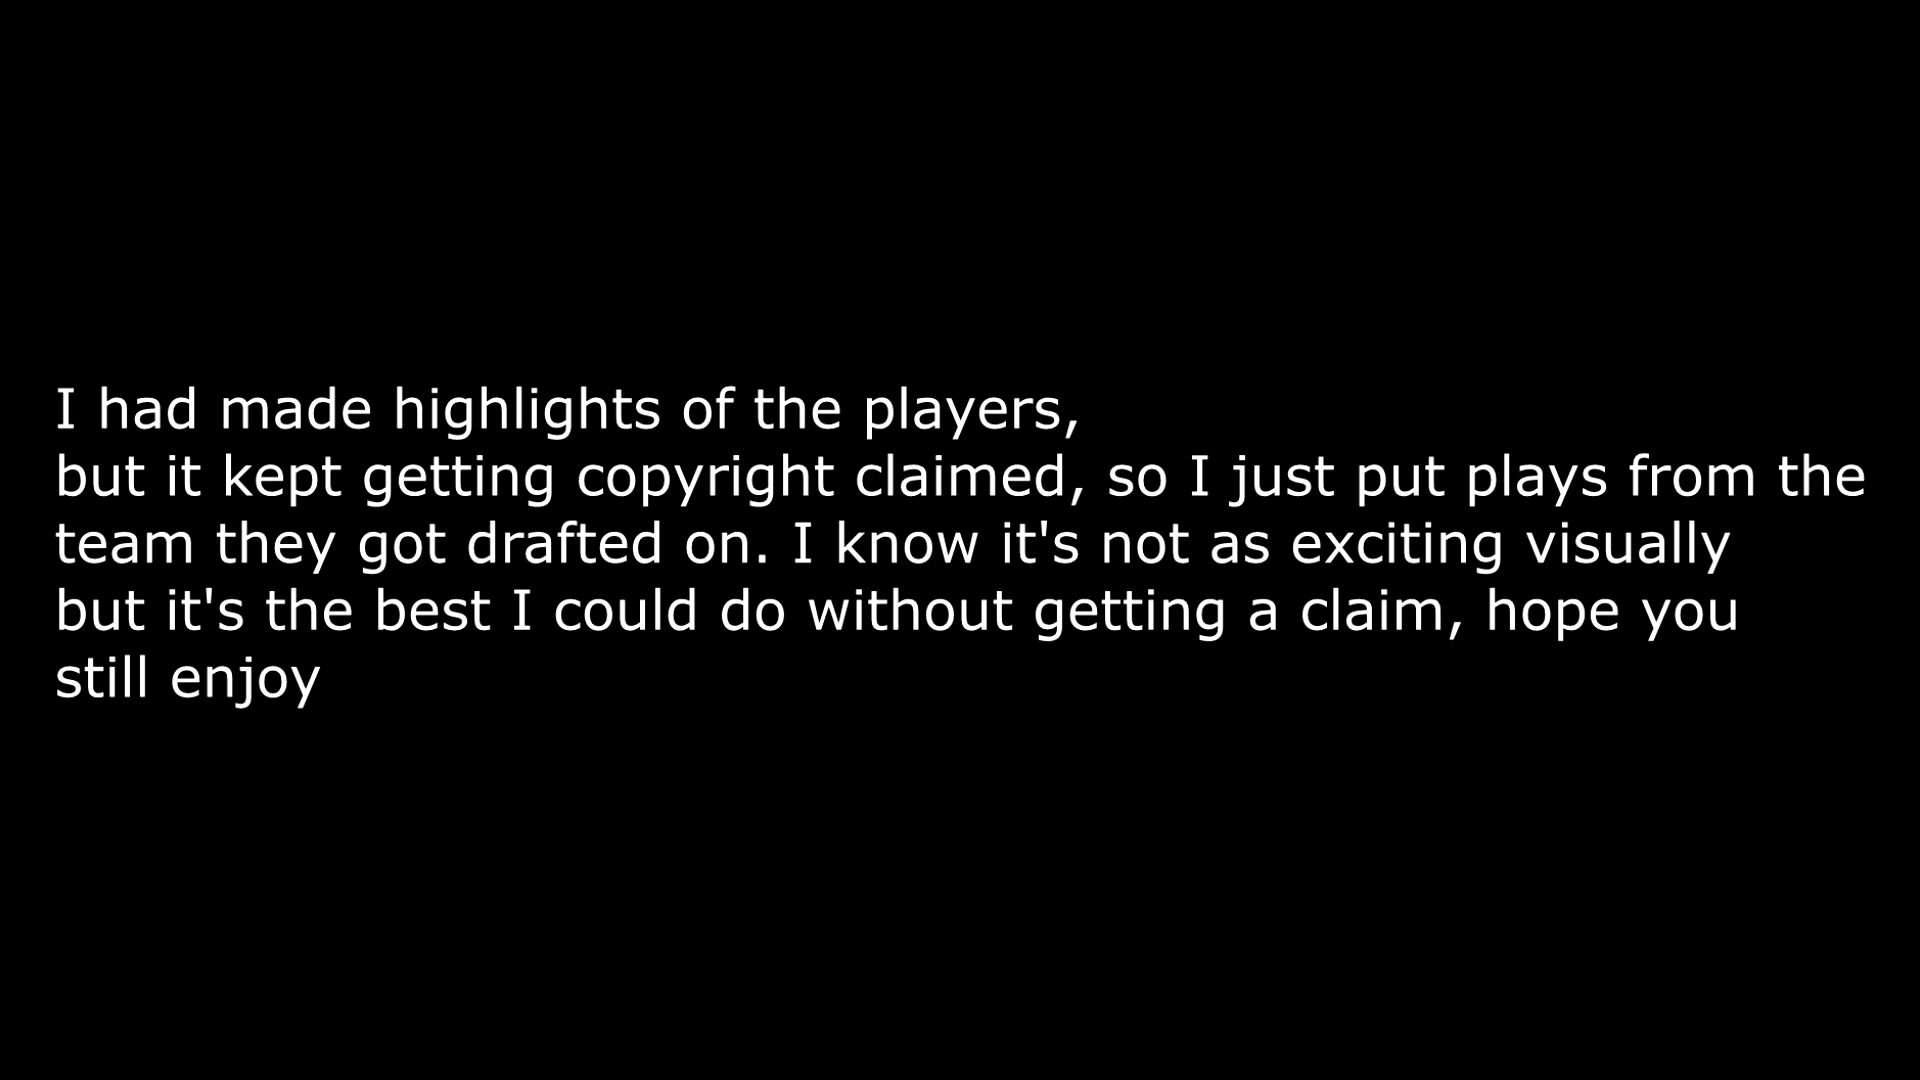 I had made highlights of the players,
but it kept getting copyright claimed, so I just put plays from the
team they got drafted on. I know it's not as exciting visually
but it's the best I could do without getting a claim, hope you
still enjoy